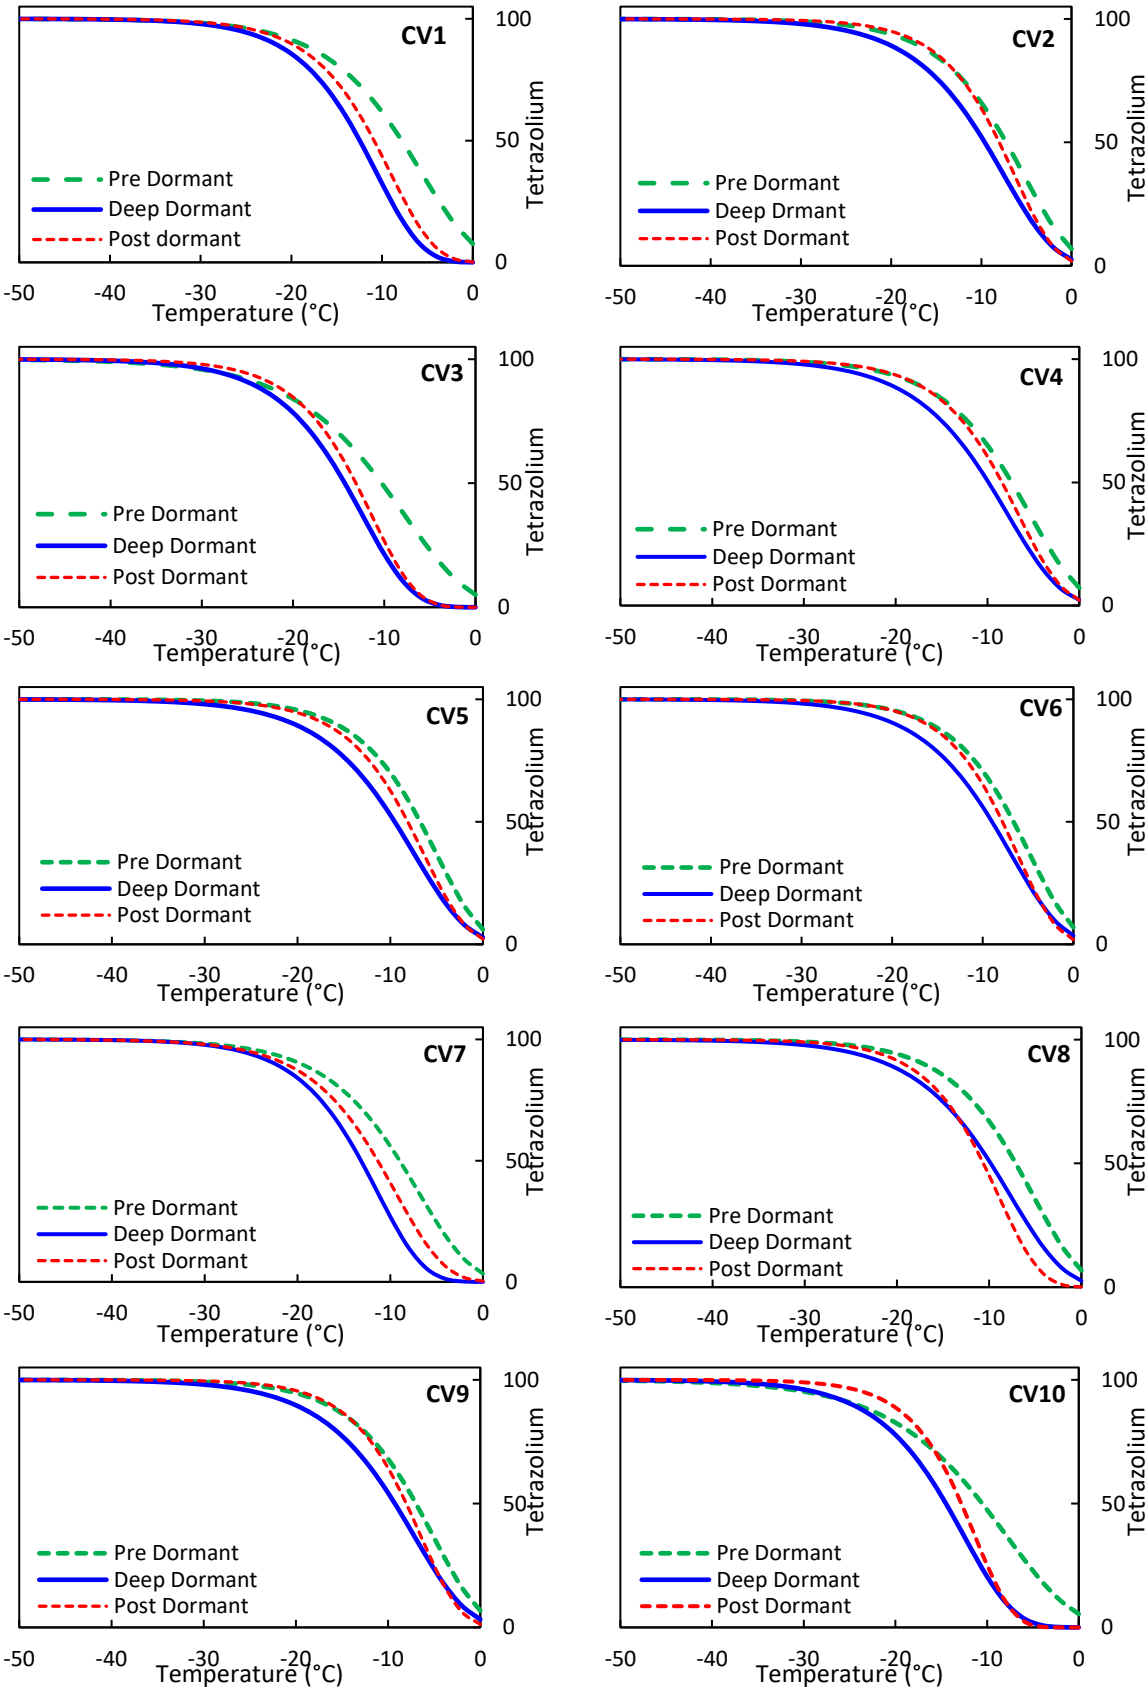 CV1
100
50
0
Tetrazolium
Pre Dormant
Deep Dormant
Post dormant
-50 -40 -30 -20 -10 0
Temperature (°C)
CV2
100
50
0
Tetrazolium
Pre Dormant
Deep Drmant
Post Dormant
-50 -40 -30 -20 -10 0
Temperature (°C)
CV3
100
50
0
Tetrazolium
Pre Dormant
Deep Dormant
Post Dormant
-50 -40 -30 -20 -10 0
Temperature (°C)
CV4
100
50
0
Tetrazolium
Pre Dormant
Deep Dormant
Post Dormant
-50 -40 -30 -20 -10 0
Temperature (°C)
CV5
100
50
0
Tetrazolium
Pre Dormant
Deep Dormant
Post Dormant
-50 -40 -30 -20 -10 0
Temperature (°C)
CV6
100
50
0
Tetrazolium
Pre Dormant
Deep Dormant
Post Dormant
-50 -40 -30 -20 -10 0
Temperature (°C)
CV7
100
50
0
Tetrazolium
Pre Dormant
Deep Dormant
Post Dormant
-50 -40 -30 -20 -10 0
Temperature (°C)
CV8
100
50
0
Tetrazolium
Pre Dormant
Deep Dormant
Post Dormant
-50 -40 -30 -20 -10 0
Temperature (°C)
CV9
100
50
0
Tetrazolium
Pre Dormant
Deep Dormant
Post Dormant
-50 -40 -30 -20 -10 0
Temperature (°C)
CV10
100
50
0
Tetrazolium
Pre Dormant
Deep Dormant
Post Dormant
-50 -40 -30 -20 -10 0
Temperature (°C)